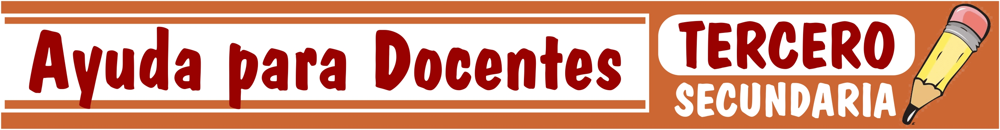 Ayuda para Docentes
TERCERO
SECUNDARIA